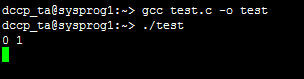 dccp_ta@sysprog1:~> gcc test.c -o test
dccp_ta@sysprog1:~> ./test
0 1